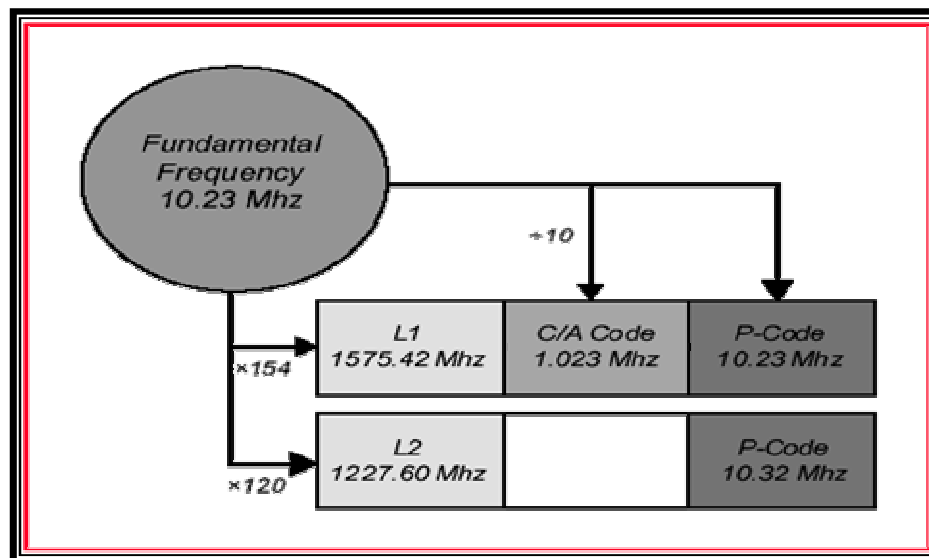 Fundamental
Frequency
10.23 Mhz
÷10
L1
1575.42 Mhz
C/A Code
1.023 Mhz
P-Code
10.23 Mhz
×154
L2
1227.60 Mhz
P-Code
10.32 Mhz
×120